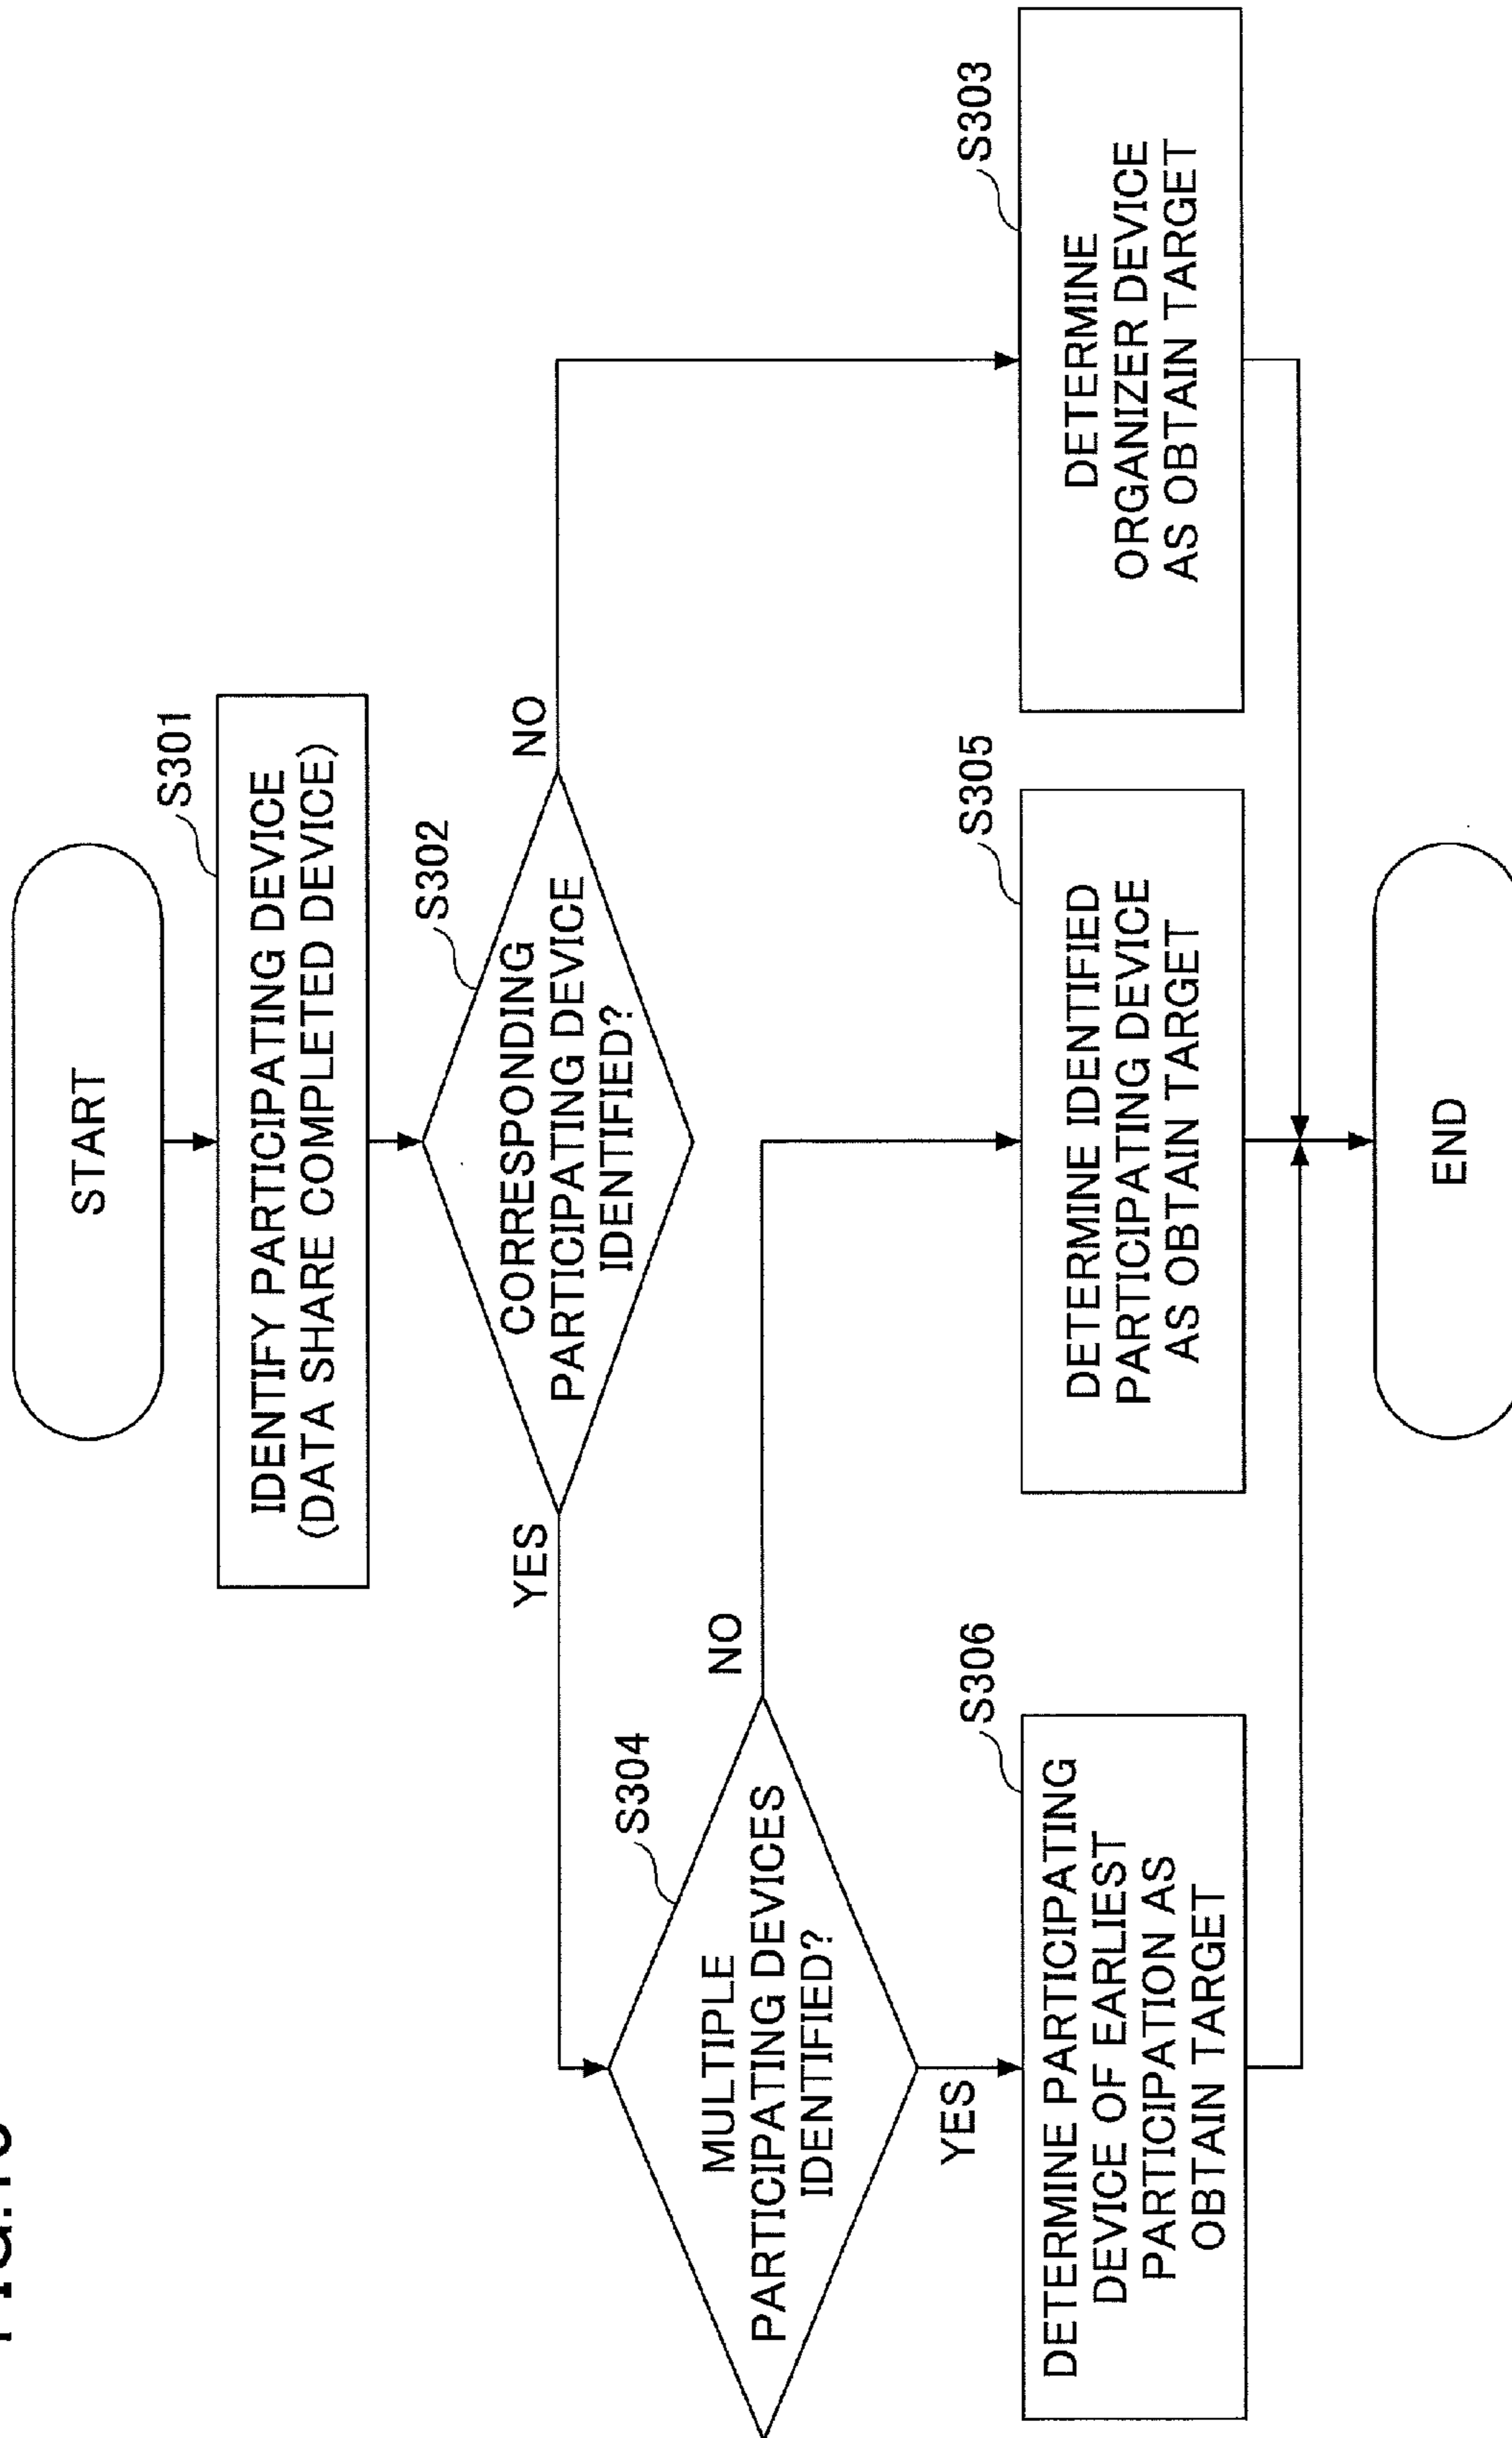 START
S301
IDENTIFY PARTICIPATING DEVICE
(DATA SHARE COMPLETED DEVICE)
S302
CORRESPONDING
PARTICIPATING DEVICE
IDENTIFIED?
YES
NO
S304
MULTIPLE
PARTICIPATING DEVICES
IDENTIFIED?
NO
YES
S306
DETERMINE PARTICIPATING
DEVICE OF EARLIEST
PARTICIPATION AS
OBTAIN TARGET
S305
DETERMINE IDENTIFIED
PARTICIPATING DEVICE
AS OBTAIN TARGET
S303
DETERMINE
ORGANIZER DEVICE
AS OBTAIN TARGET
END